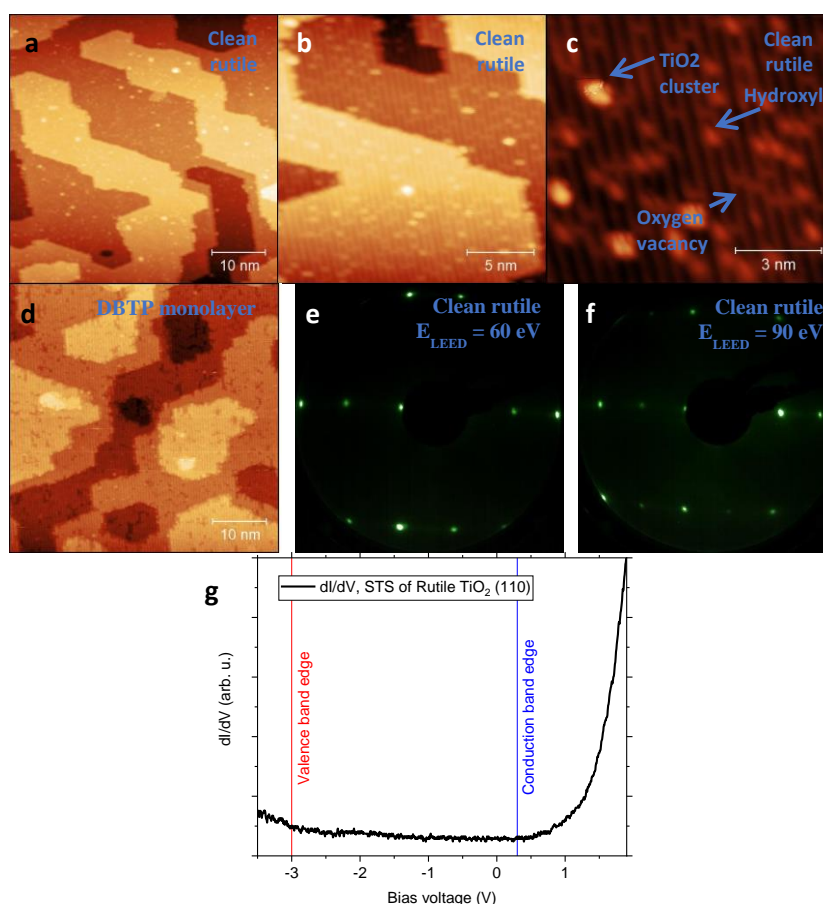 a
Clean
rutile
10 nm
b
Clean
rutile
5 nm
c
Clean
rutile
TiO2
cluster
Hydroxyl
Oxygen
vacancy
3 nm
d
DBTP monolayer
10 nm
e
Clean rutile
E_LEED = 60 eV
f
Clean rutile
E_LEED = 90 eV
g
dI/dV, STS of Rutile TiO₂ (110)
Valence band edge
Conduction band edge
dI/dV (arb. u.)
-3 -2 -1 0 1
Bias voltage (V)